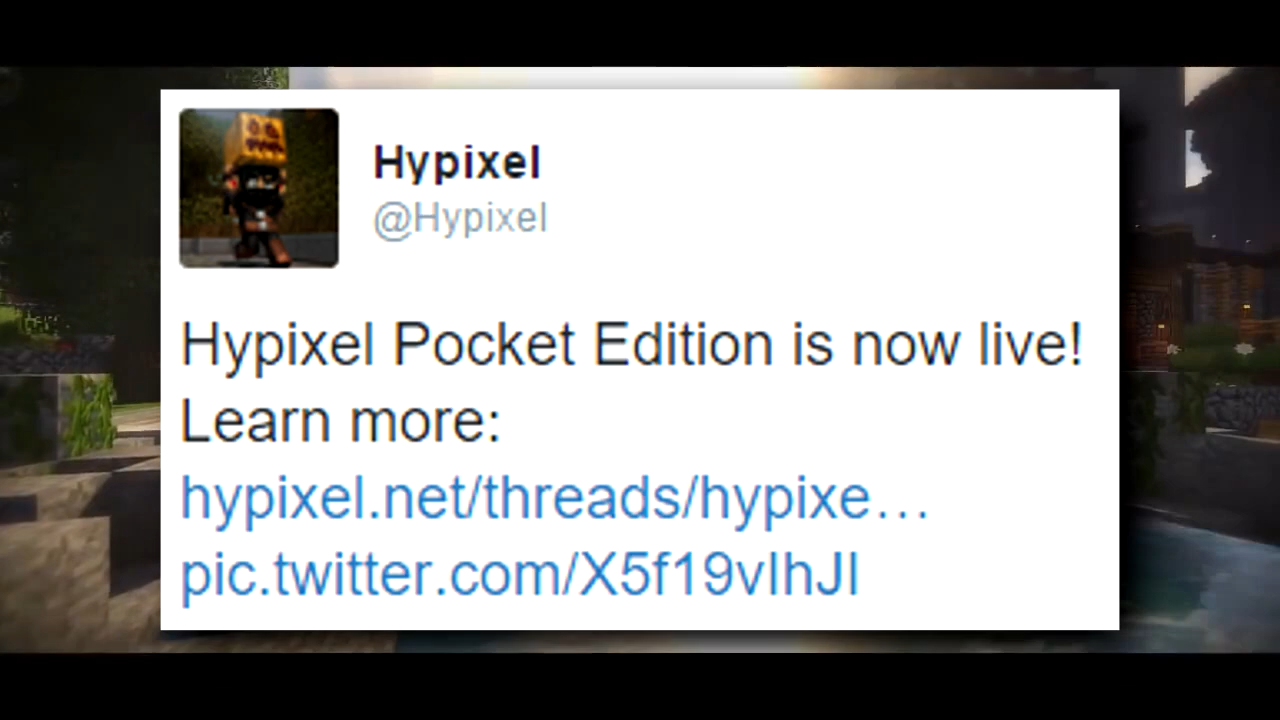 Hypixel
@Hypixel
Hypixel Pocket Edition is now live!
Learn more:
hypixel.net/threads/hypixe…
pic.twitter.com/X5f19vIhJI